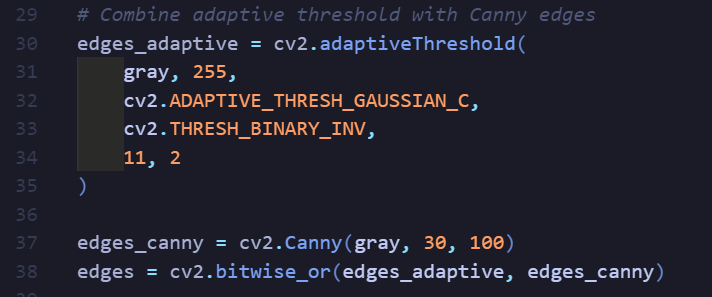 29 # Combine adaptive threshold with Canny edges
30 edges_adaptive = cv2.adaptiveThreshold(
31     gray, 255,
32     cv2.ADAPTIVE_THRESH_GAUSSIAN_C,
33     cv2.THRESH_BINARY_INV,
34     11, 2
35 )
36
37 edges_canny = cv2.Canny(gray, 30, 100)
38 edges = cv2.bitwise_or(edges_adaptive, edges_canny)